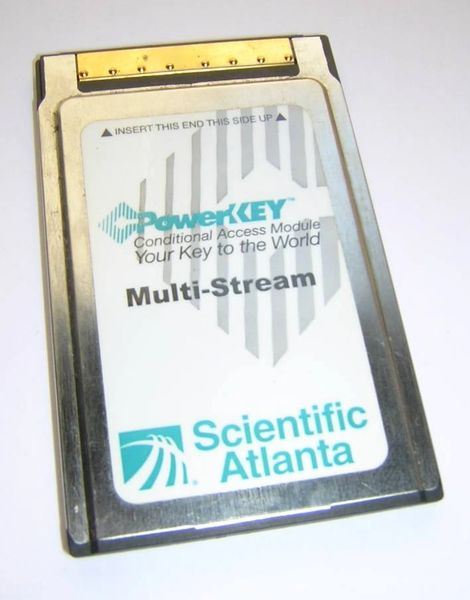 ▲ INSERT THIS END THIS SIDE UP ▲
PowerKEY™
Conditional Access Module
Your Key to the World
Multi-Stream
Scientific
Atlanta